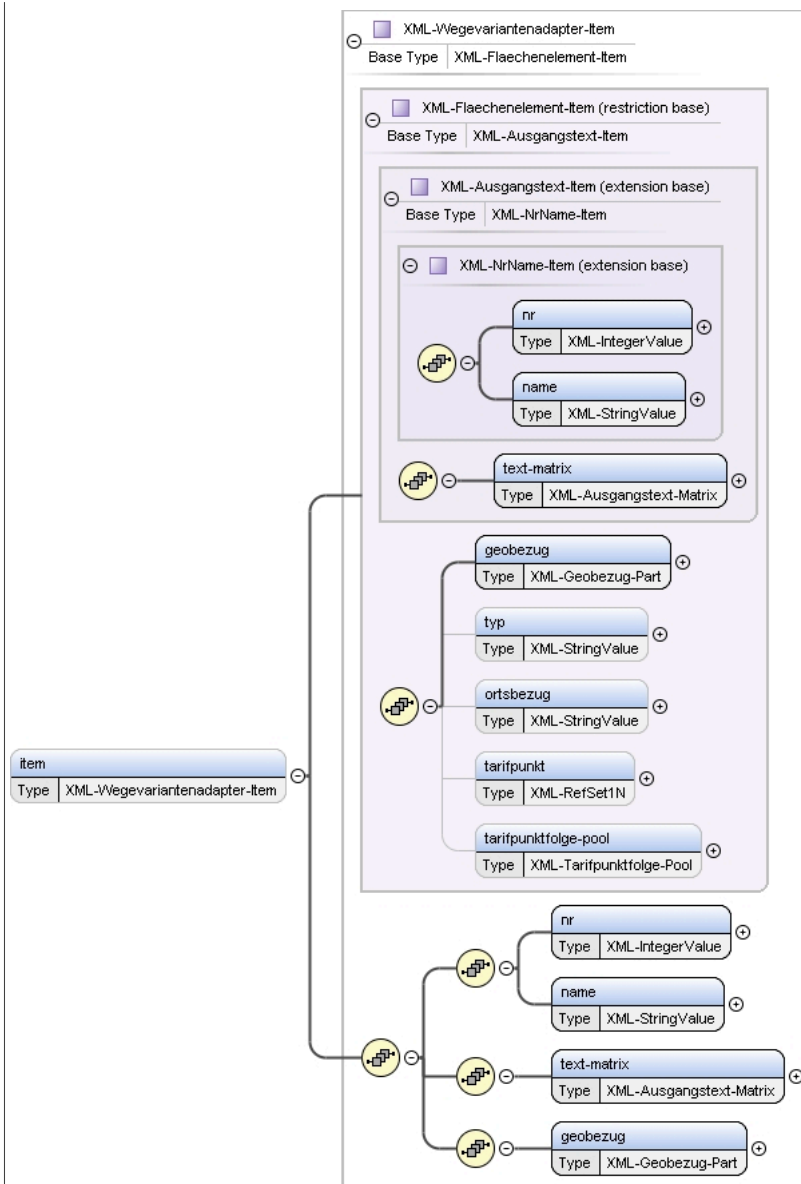 XML-Wegevariantenadapter-Item
Base Type XML-Flaechenelement-Item
XML-Flaechenelement-Item (restriction base)
Base Type XML-Ausgangstext-Item
XML-Ausgangstext-Item (extension base)
Base Type XML-NrName-Item
XML-NrName-Item (extension base)
nr
Type XML-IntegerValue
name
Type XML-StringValue
text-matrix
Type XML-Ausgangstext-Matrix
geobezug
Type XML-Geobezug-Part
typ
Type XML-StringValue
ortsbezug
Type XML-StringValue
tarifpunkt
Type XML-RefSet1N
tarifpunktfolge-pool
Type XML-Tarifpunktfolge-Pool
item
Type XML-Wegevariantenadapter-Item
nr
Type XML-IntegerValue
name
Type XML-StringValue
text-matrix
Type XML-Ausgangstext-Matrix
geobezug
Type XML-Geobezug-Part